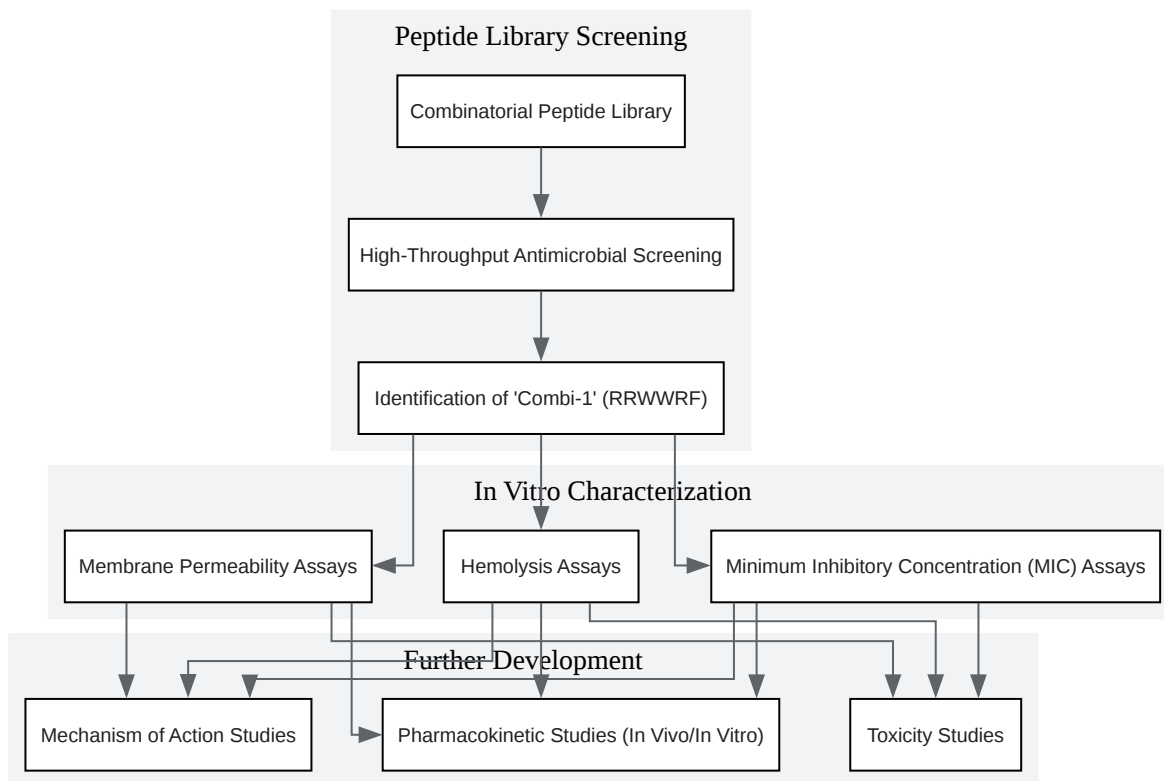 Peptide Library Screening
Combinatorial Peptide Library
High-Throughput Antimicrobial Screening
Identification of 'Combi-1' (RRWWRF)
In Vitro Characterization
Membrane Permeability Assays
Hemolysis Assays
Minimum Inhibitory Concentration (MIC) Assays
Further Development
Mechanism of Action Studies
Pharmacokinetic Studies (In Vivo/In Vitro)
Toxicity Studies